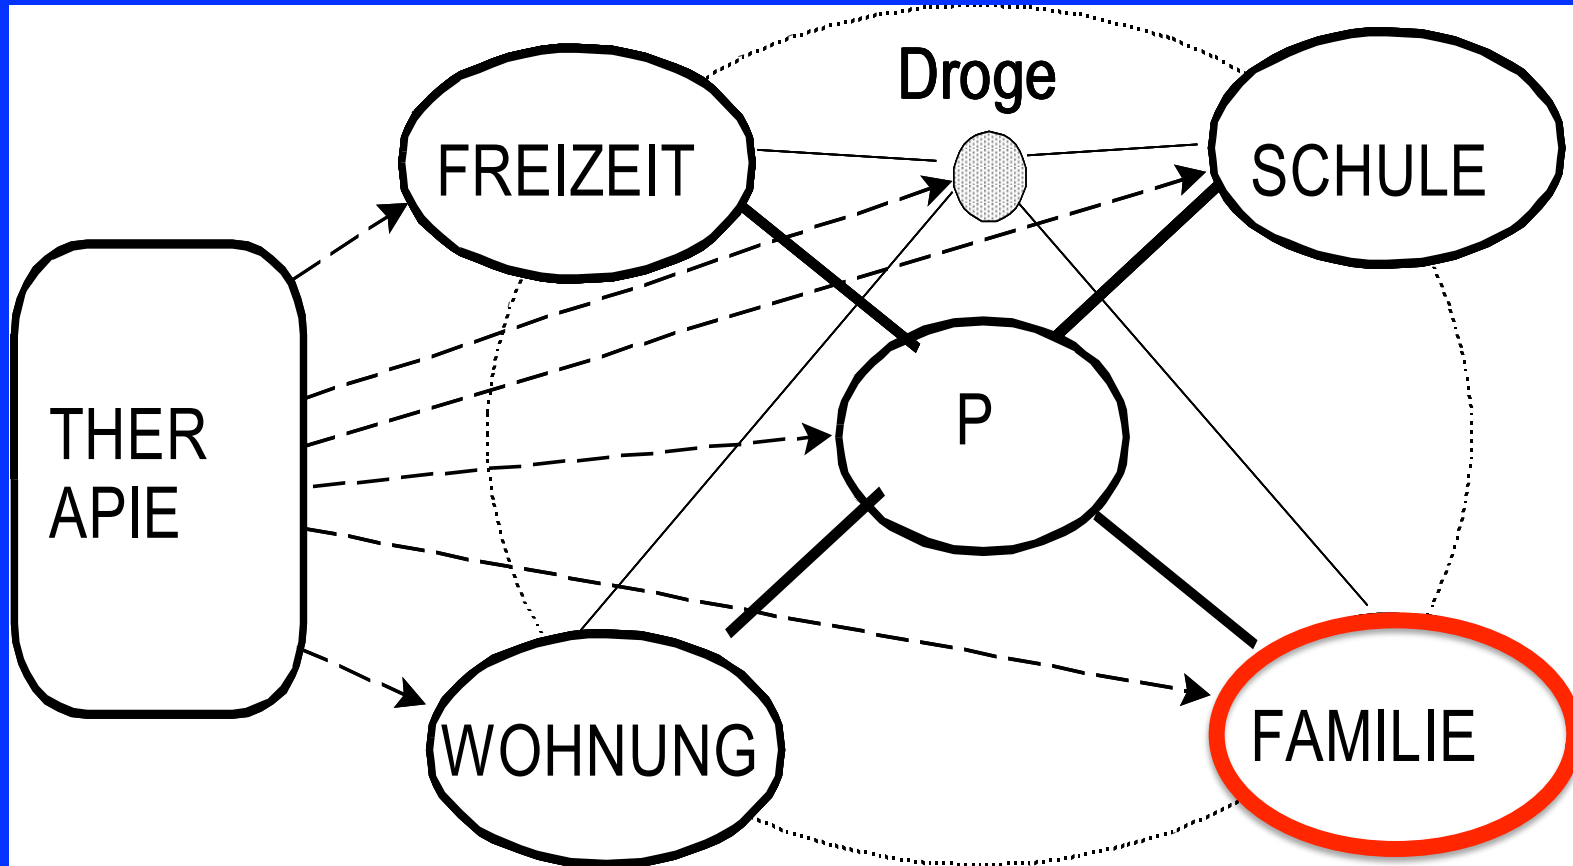 Droge
FREIZEIT
SCHULE
THER
APIE
P
WOHNUNG
FAMILIE